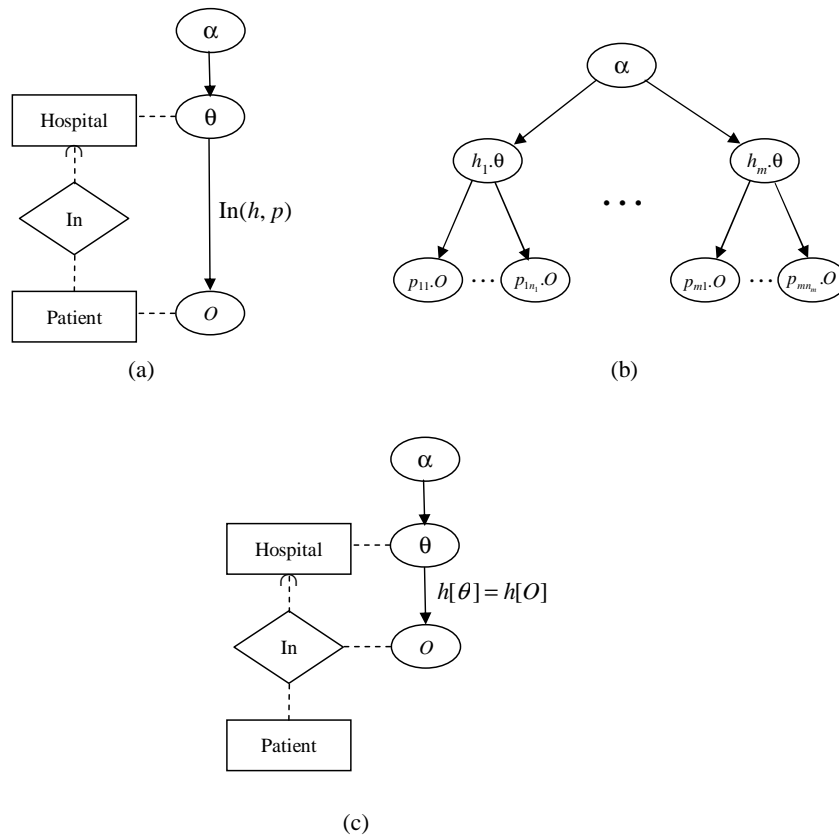 α
Hospital
θ
In
In(h, p)
Patient
O
(a)
α
h₁.θ
hₘ.θ
...
p₁₁.O ... p₁ₙ₁.O
pₘ₁.O ... pₘₙₘ.O
(b)
α
Hospital
θ
h[θ] = h[O]
In
O
Patient
(c)